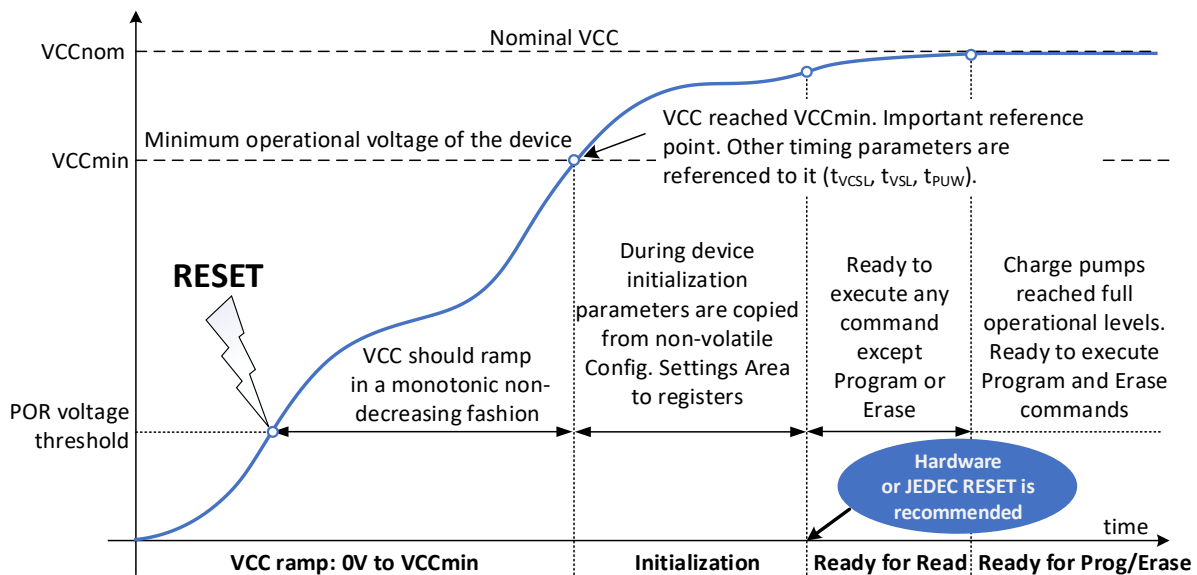 VCCnom
Nominal VCC
VCC reached VCCmin. Important reference
point. Other timing parameters are
referenced to it (tVCSL, tVSL, tPUW).
Minimum operational voltage of the device
VCCmin
RESET
VCC should ramp
in a monotonic non-
decreasing fashion
During device
initialization
parameters are copied
from non-volatile
Config. Settings Area
to registers
Ready to
execute any
command
except
Program or
Erase
Charge pumps
reached full
operational levels.
Ready to execute
Program and Erase
commands
POR voltage
threshold
Hardware
or JEDEC RESET is
recommended
time
VCC ramp: 0V to VCCmin
Initialization
Ready for Read
Ready for Prog/Erase